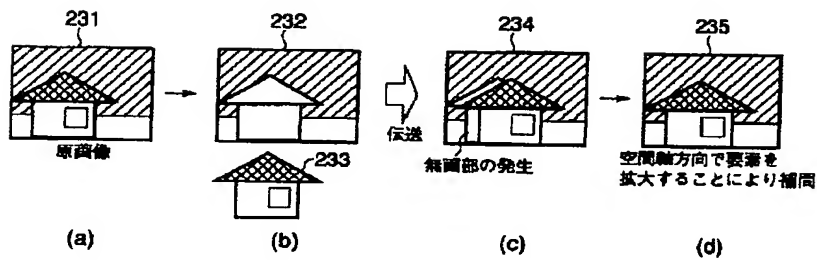 231
232
234
235
原画像
233
伝送
無画部の発生
空間軸方向で要素を
拡大することにより補間
(a)
(b)
(c)
(d)